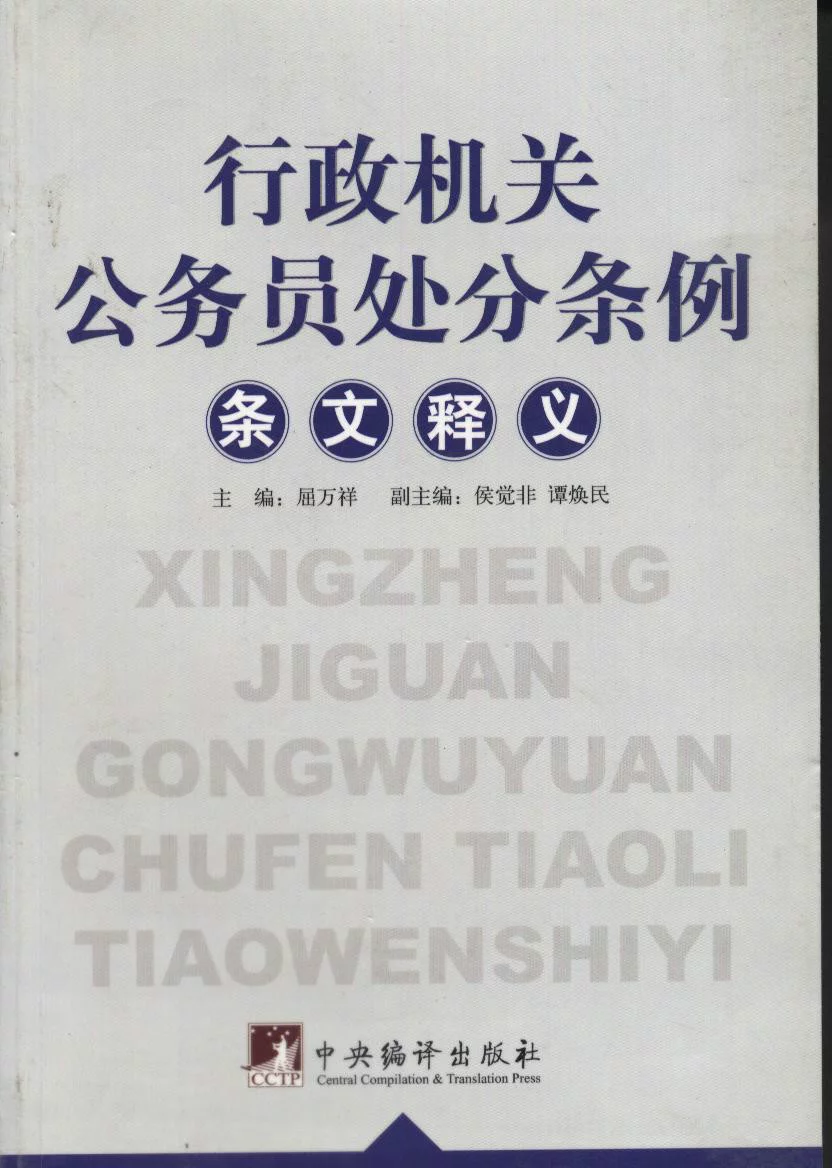 行政机关
公务员处分条例
条文释义
主 编：屈万祥 副主编：侯觉非 谭焕民
XINGZHENG
JIGUAN
GONGWUYUAN
CHUFEN TIAOLI
TIAOWENSHIYI
CCTP
中央编译出版社
Central Compilation & Translation Press